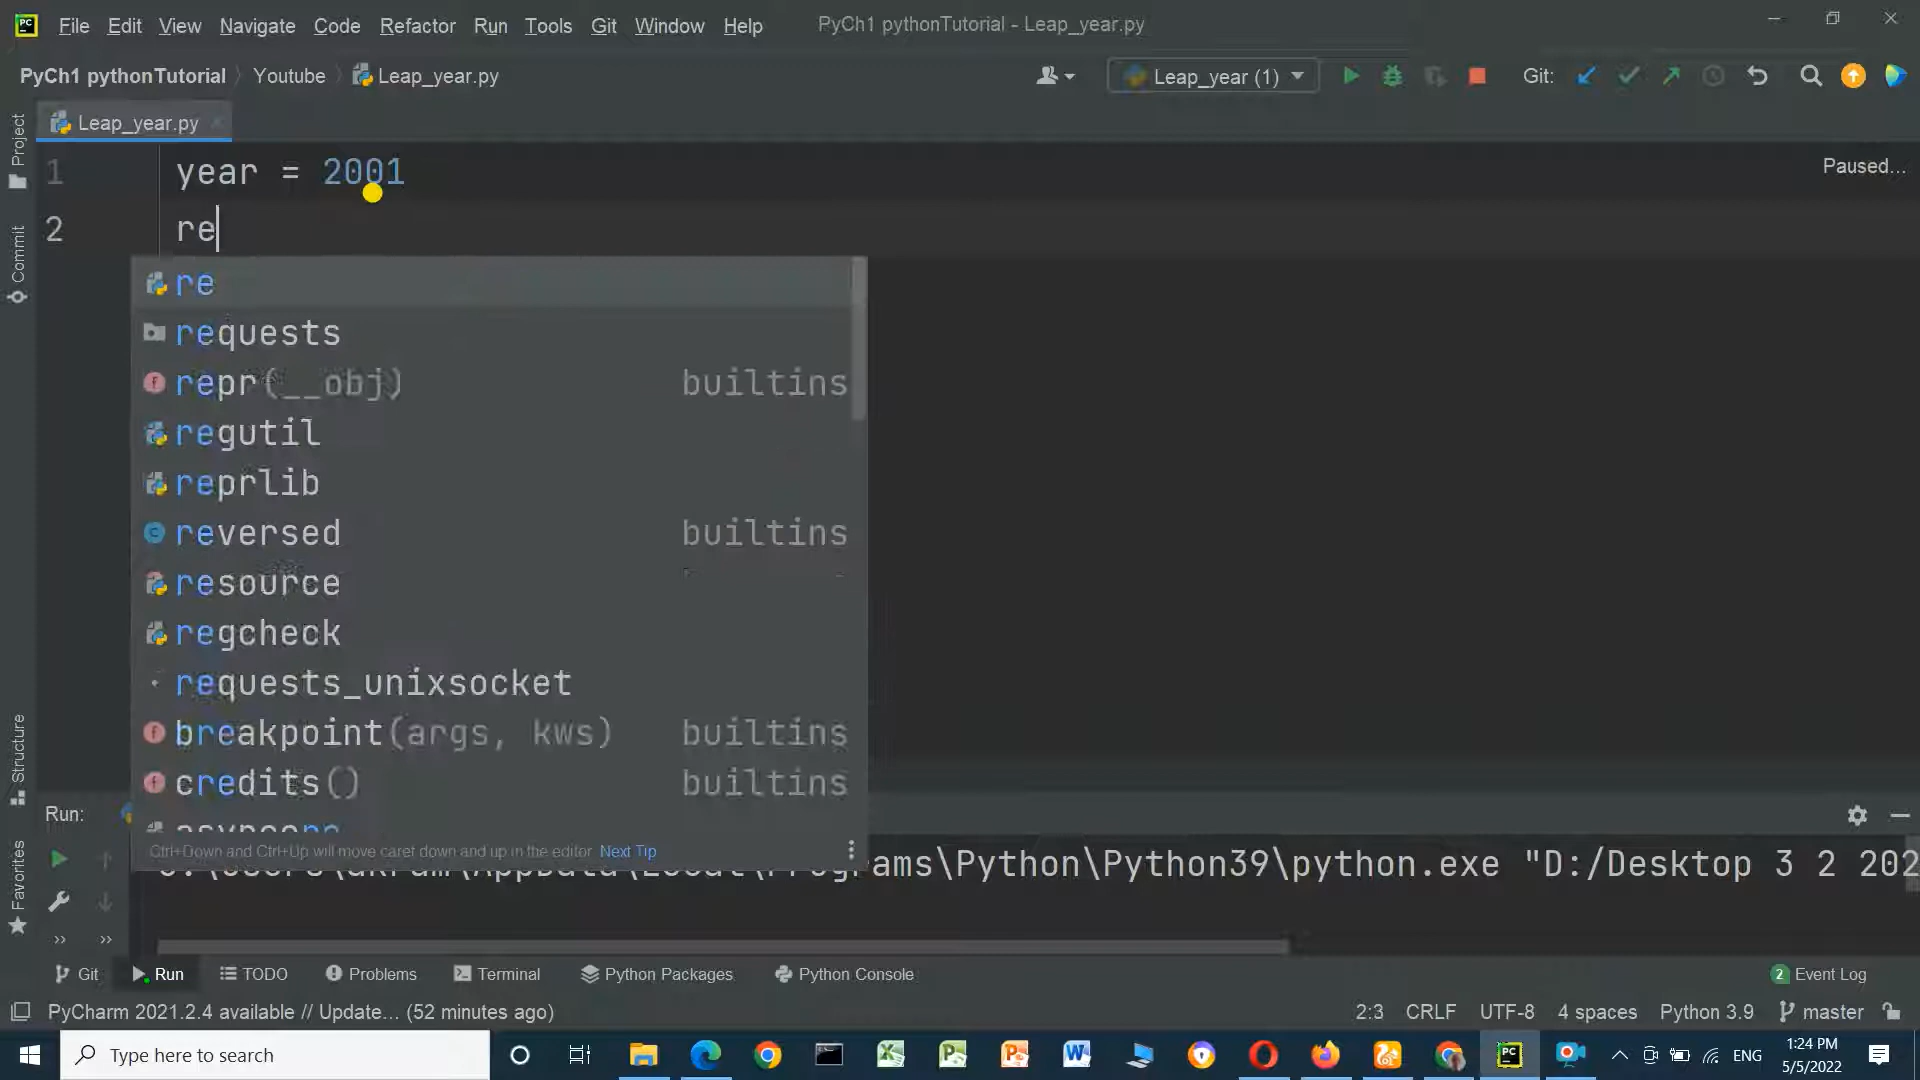 File Edit View Navigate Code Refactor Run Tools Git Window Help PyCh1 pythonTutorial - Leap_year.py
PyCh1 pythonTutorial Youtube Leap_year.py Leap_year (1) Git:
Leap_year.py
Project
Commit
Structure
Favorites
1 year = 2001
Paused...
2 re
re
requests
repr(__obj) builtins
regutil
reprlib
reversed builtins
resource
regcheck
requests_unixsocket
breakpoint(args, kws) builtins
credits() builtins
Ctrl+Down and Ctrl+Up will move caret down and up in the editor Next Tip
Run:
C:\Users\akram\AppData\Local\Programs\Python\Python39\python.exe "D:/Desktop 3 2 202
Git Run TODO Problems Terminal Python Packages Python Console 2 Event Log
PyCharm 2021.2.4 available // Update... (52 minutes ago) 2:3 CRLF UTF-8 4 spaces Python 3.9 master
Type here to search ENG 1:24 PM
5/5/2022